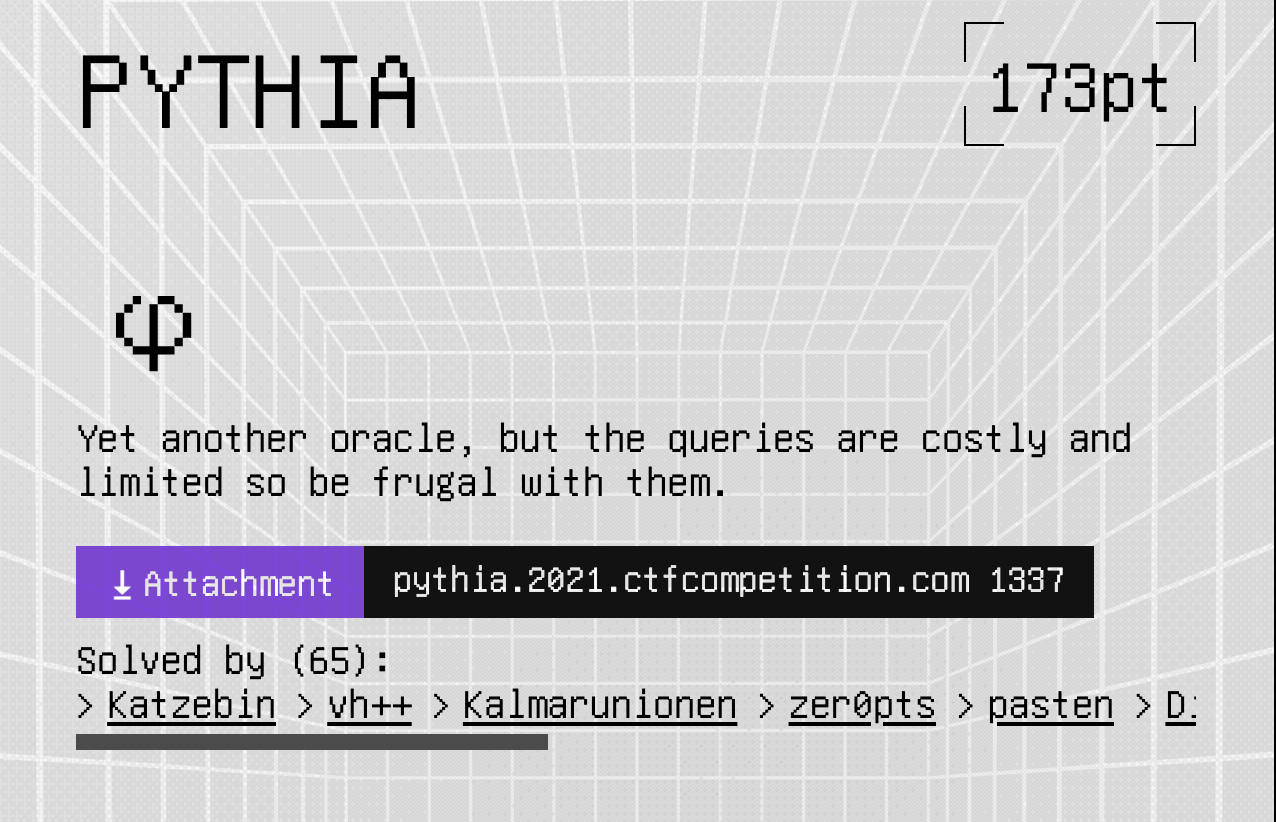 PYTHIA
173pt
φ
Yet another oracle, but the queries are costly and
limited so be frugal with them.
Attachment
pythia.2021.ctfcompetition.com 1337
Solved by (65):
> Katzebin > vh++ > Kalmarunionen > zer0pts > pasten >